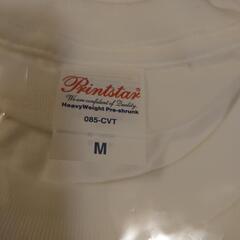 Printstar
We are confident of Quality.
HeavyWeight Pre-shrunk
085-CVT
M